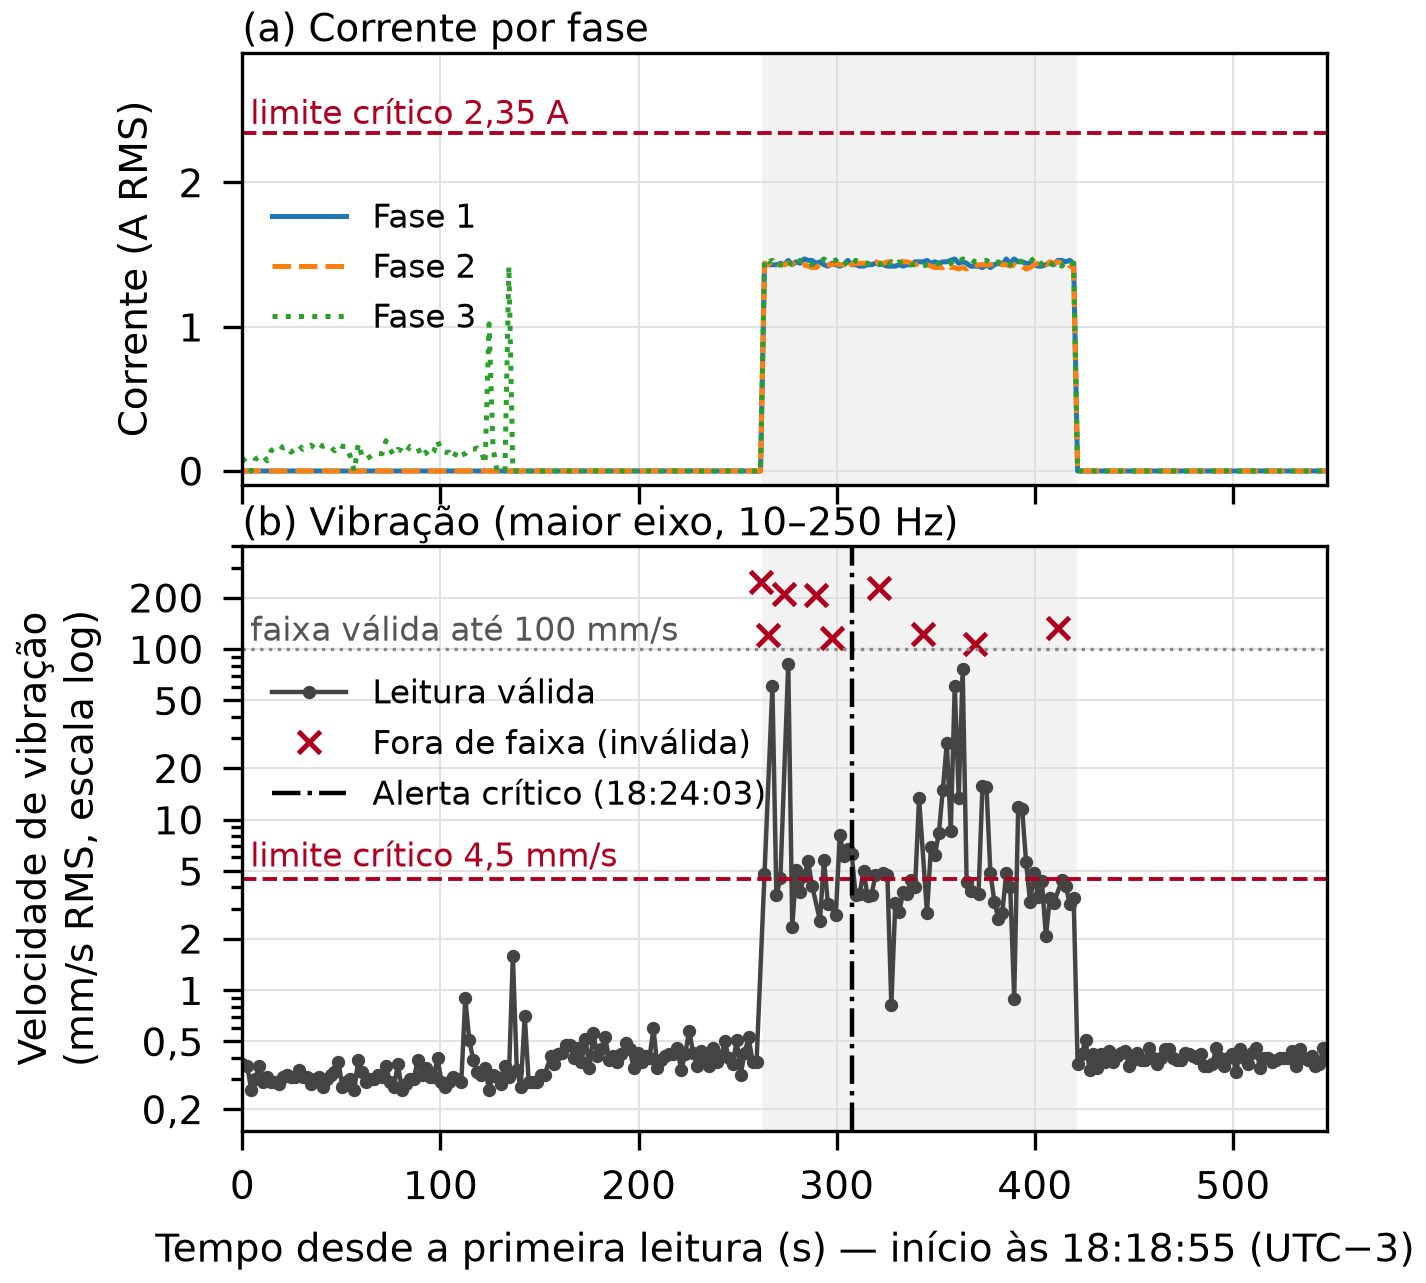 (a) Corrente por fase
Corrente (A RMS)
limite crítico 2,35 A
2
1
0
Fase 1
Fase 2
Fase 3
(b) Vibração (maior eixo, 10–250 Hz)
Velocidade de vibração
(mm/s RMS, escala log)
200
100
50
20
10
5
2
1
0,5
0,2
faixa válida até 100 mm/s
Leitura válida
Fora de faixa (inválida)
Alerta crítico (18:24:03)
limite crítico 4,5 mm/s
0 100 200 300 400 500
Tempo desde a primeira leitura (s) — início às 18:18:55 (UTC−3)